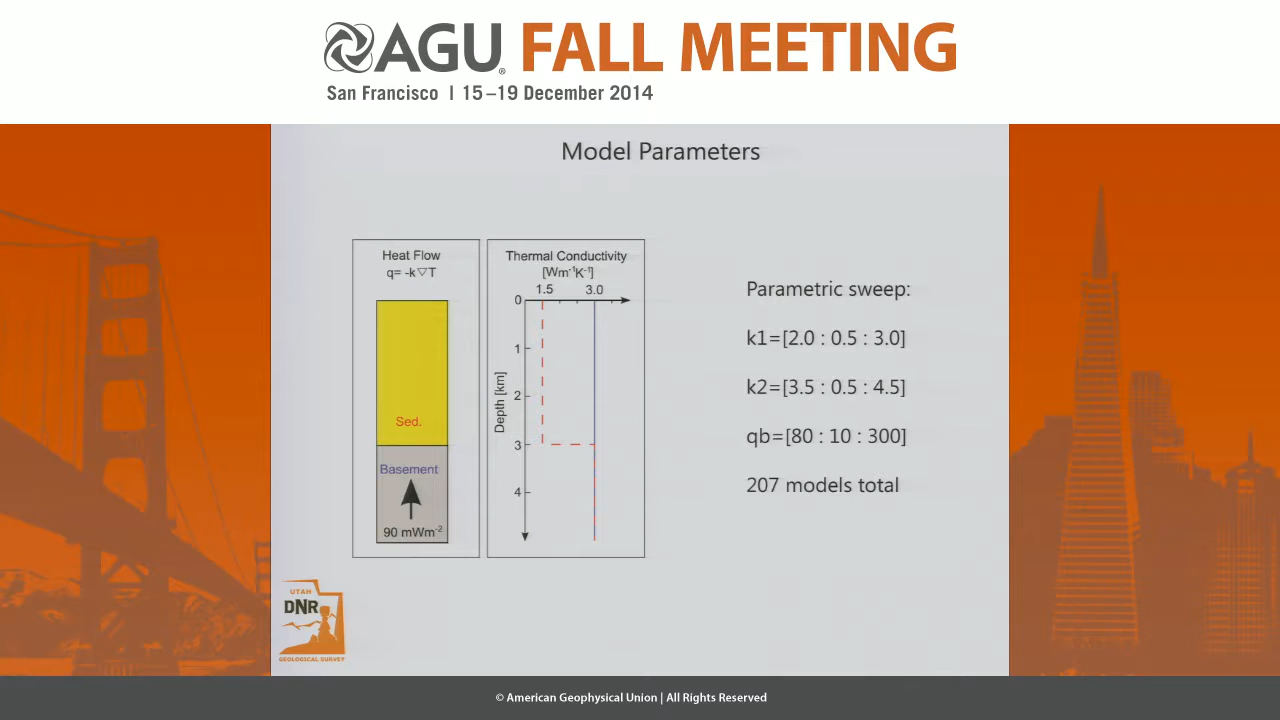 AGU® FALL MEETING
San Francisco | 15–19 December 2014
Model Parameters
Heat Flow
q= -k▽T
Sed.
Basement
90 mWm⁻²
Thermal Conductivity
[Wm⁻¹K⁻¹]
1.5 3.0
0
1
2
3
4
Depth [km]
Parametric sweep:
k1=[2.0 : 0.5 : 3.0]
k2=[3.5 : 0.5 : 4.5]
qb=[80 : 10 : 300]
207 models total
UTAH
DNR
GEOLOGICAL SURVEY
© American Geophysical Union | All Rights Reserved